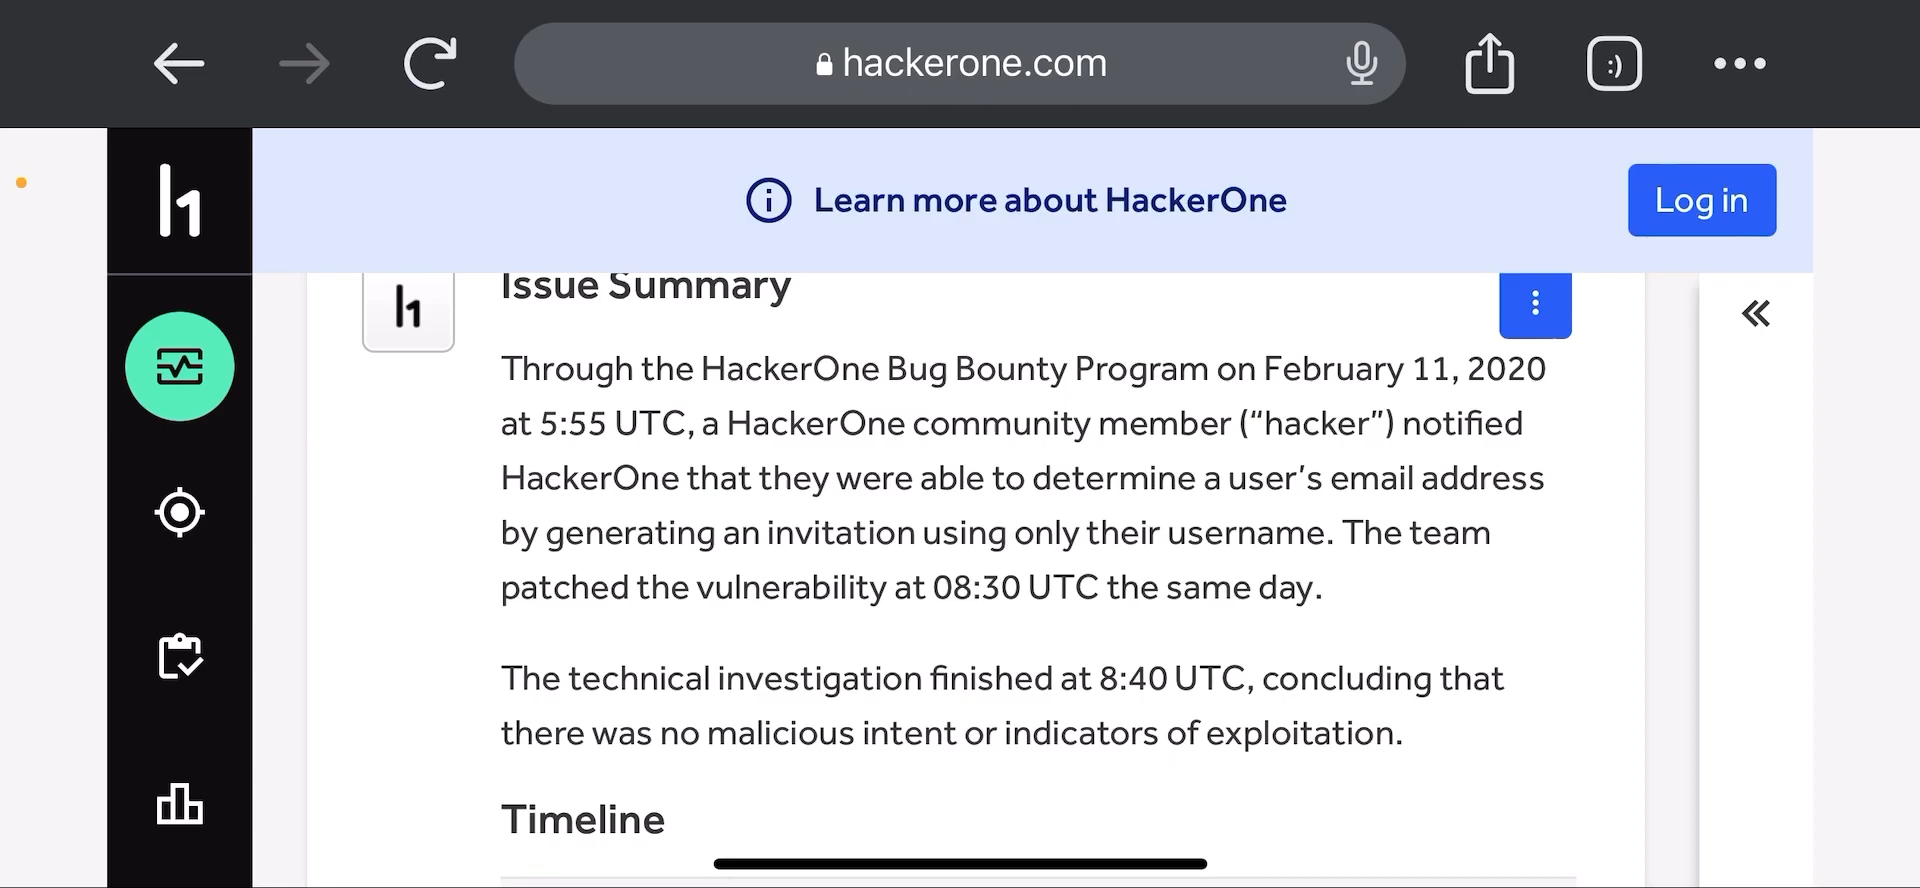 hackerone.com
:)
h1
Learn more about HackerOne
Log in
h1
Issue Summary
Through the HackerOne Bug Bounty Program on February 11, 2020
at 5:55 UTC, a HackerOne community member (“hacker”) notified
HackerOne that they were able to determine a user’s email address
by generating an invitation using only their username. The team
patched the vulnerability at 08:30 UTC the same day.
The technical investigation finished at 8:40 UTC, concluding that
there was no malicious intent or indicators of exploitation.
Timeline